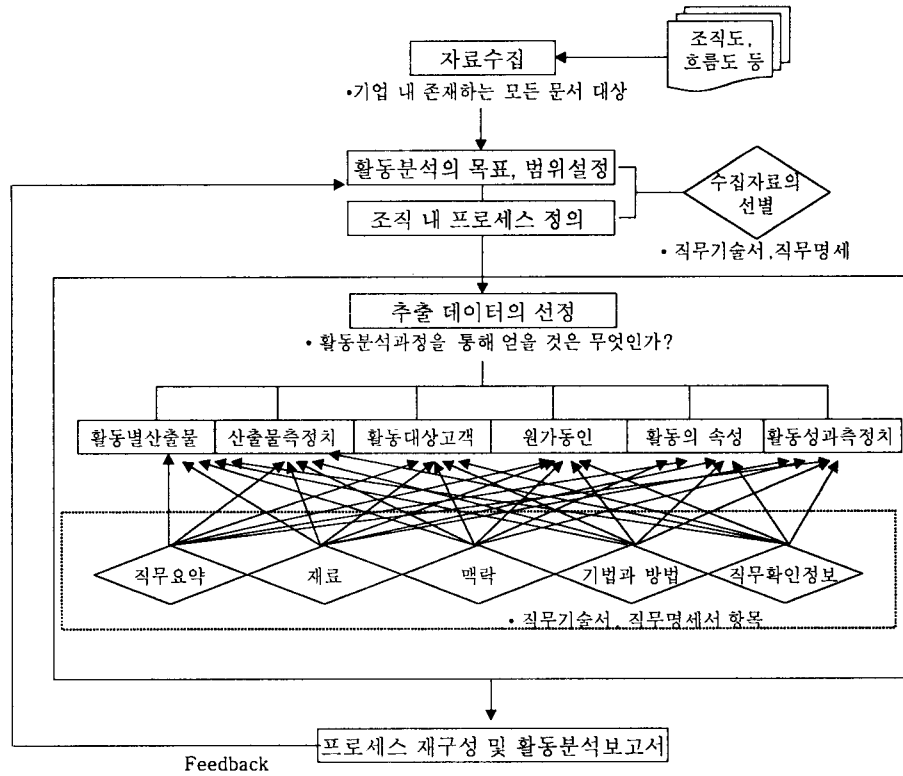 조직도,
흐름도 등
자료수집
•기업 내 존재하는 모든 문서 대상
활동분석의 목표, 범위설정
수집자료의
선별
조직 내 프로세스 정의
• 직무기술서,직무명세
추출 데이터의 선정
• 활동분석과정을 통해 얻을 것은 무엇인가?
활동별산출물 산출물측정치 활동대상고객 원가동인 활동의 속성 활동성과측정치
직무요약 재료 맥락 기법과 방법 직무확인정보
• 직무기술서, 직무명세서 항목
프로세스 재구성 및 활동분석보고서
Feedback